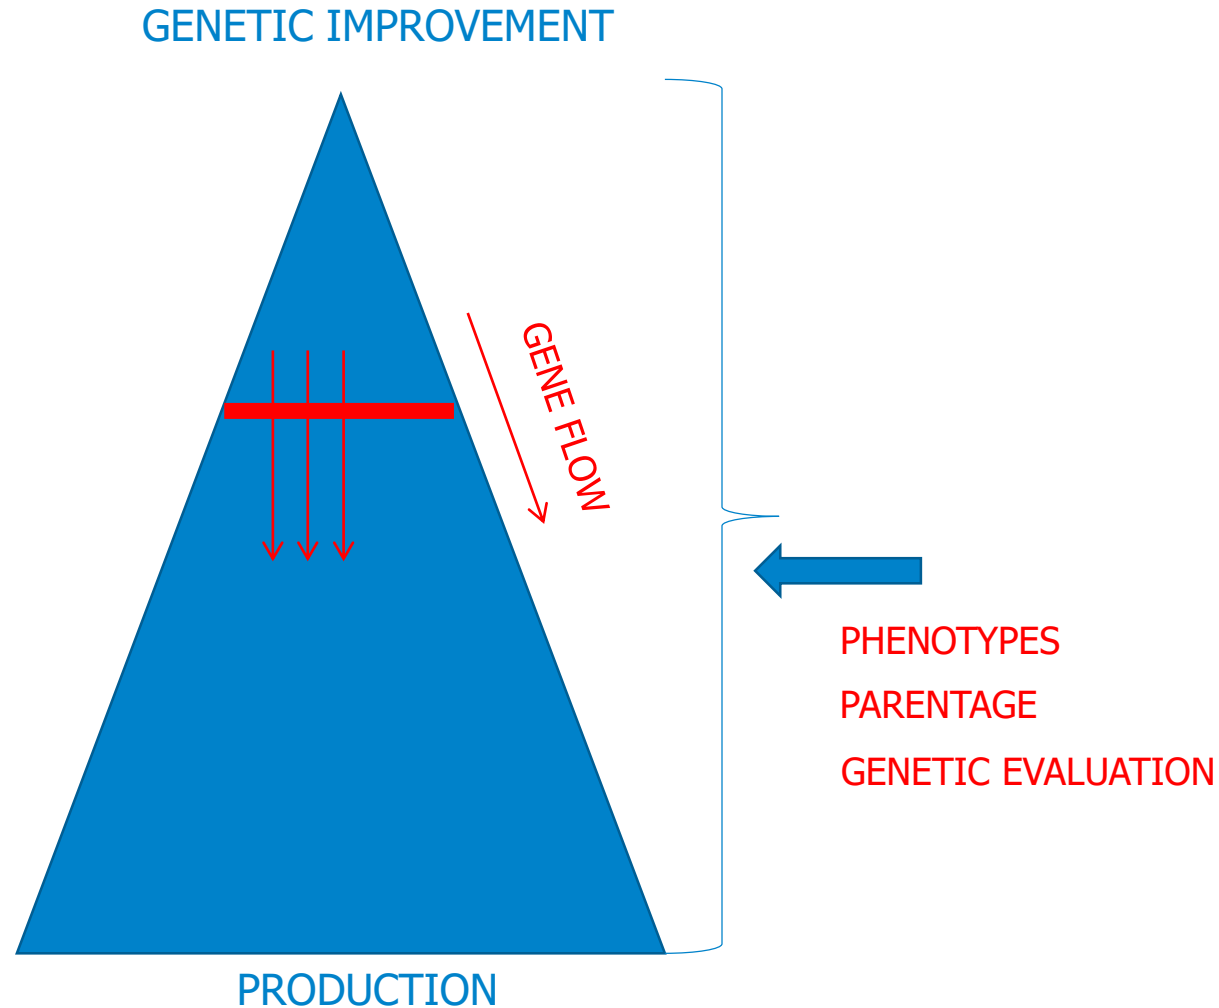 GENETIC IMPROVEMENT
GENE FLOW
PHENOTYPES
PARENTAGE
GENETIC EVALUATION
PRODUCTION